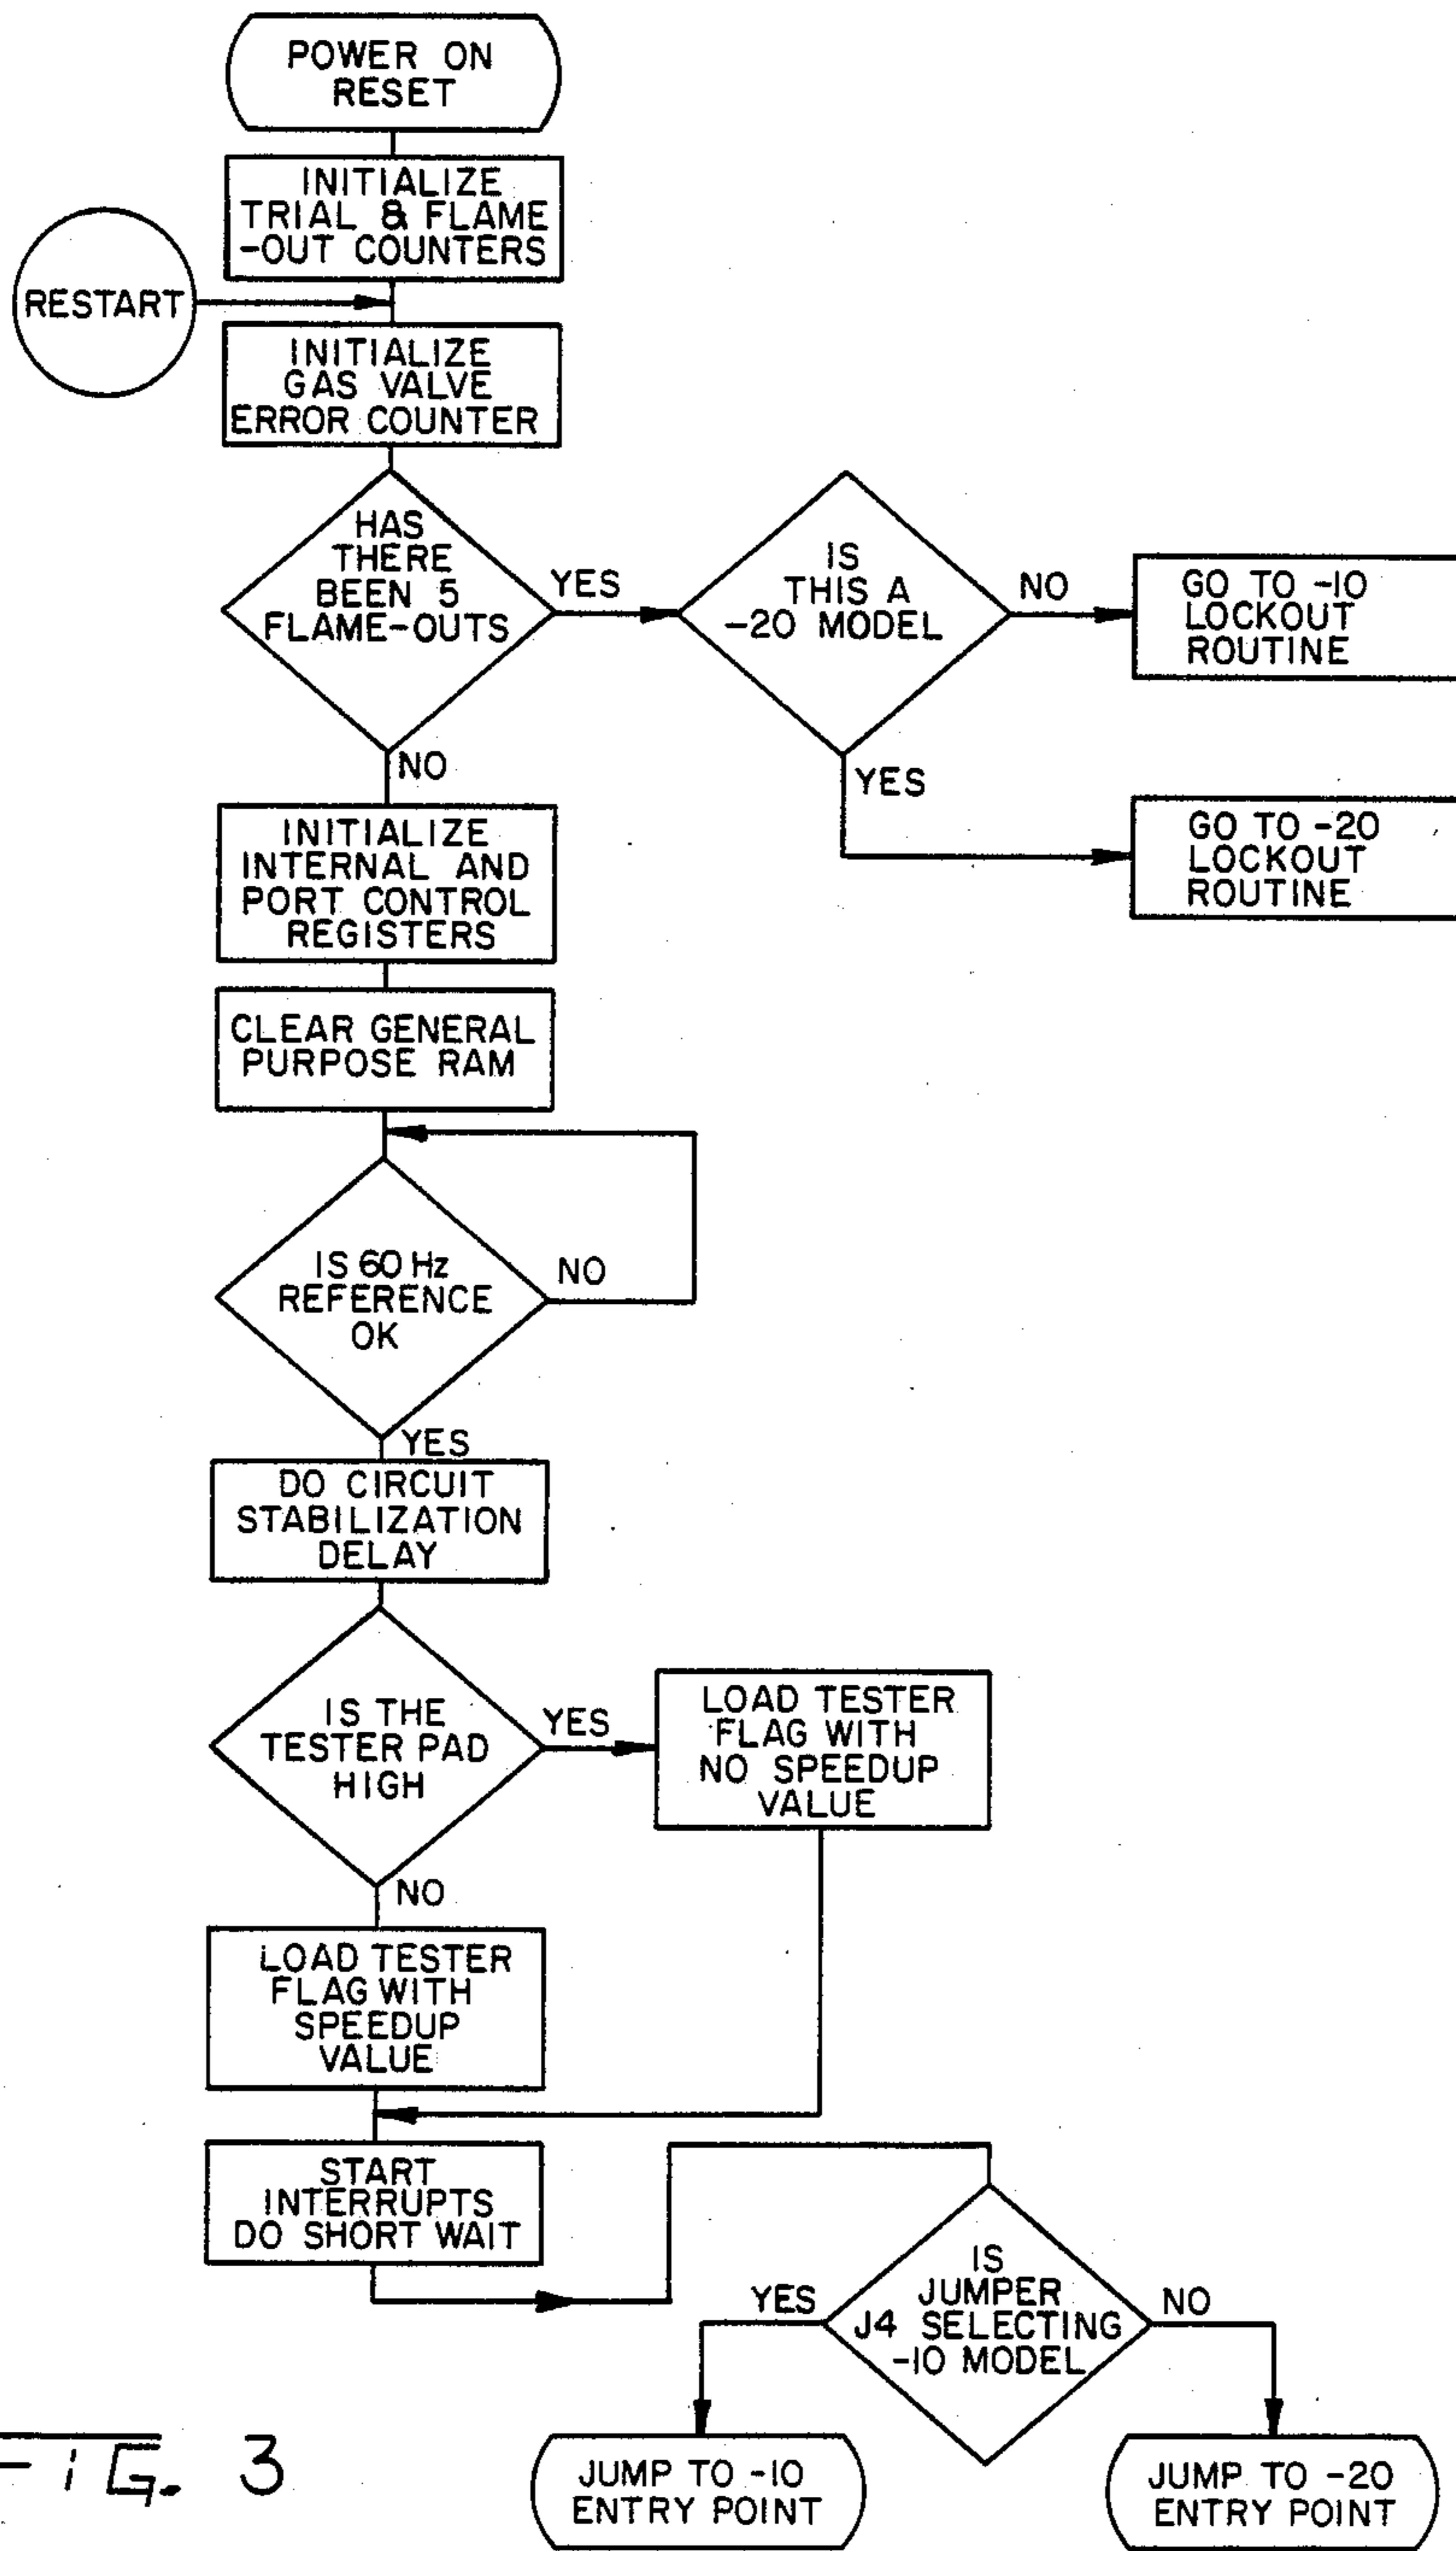 POWER ON
RESET
INITIALIZE
TRIAL & FLAME
-OUT COUNTERS
RESTART
INITIALIZE
GAS VALVE
ERROR COUNTER
HAS
THERE
BEEN 5
FLAME-OUTS
YES
IS
THIS A
-20 MODEL
NO
GO TO -10
LOCKOUT
ROUTINE
NO
YES
INITIALIZE
INTERNAL AND
PORT CONTROL
REGISTERS
GO TO -20
LOCKOUT
ROUTINE
CLEAR GENERAL
PURPOSE RAM
IS 60 Hz
REFERENCE
OK
NO
YES
DO CIRCUIT
STABILIZATION
DELAY
IS THE
TESTER PAD
HIGH
YES
LOAD TESTER
FLAG WITH
NO SPEEDUP
VALUE
NO
LOAD TESTER
FLAG WITH
SPEEDUP
VALUE
START
INTERRUPTS
DO SHORT WAIT
IS
JUMPER
J4 SELECTING
-10 MODEL
YES
NO
JUMP TO -10
ENTRY POINT
JUMP TO -20
ENTRY POINT
FIG. 3